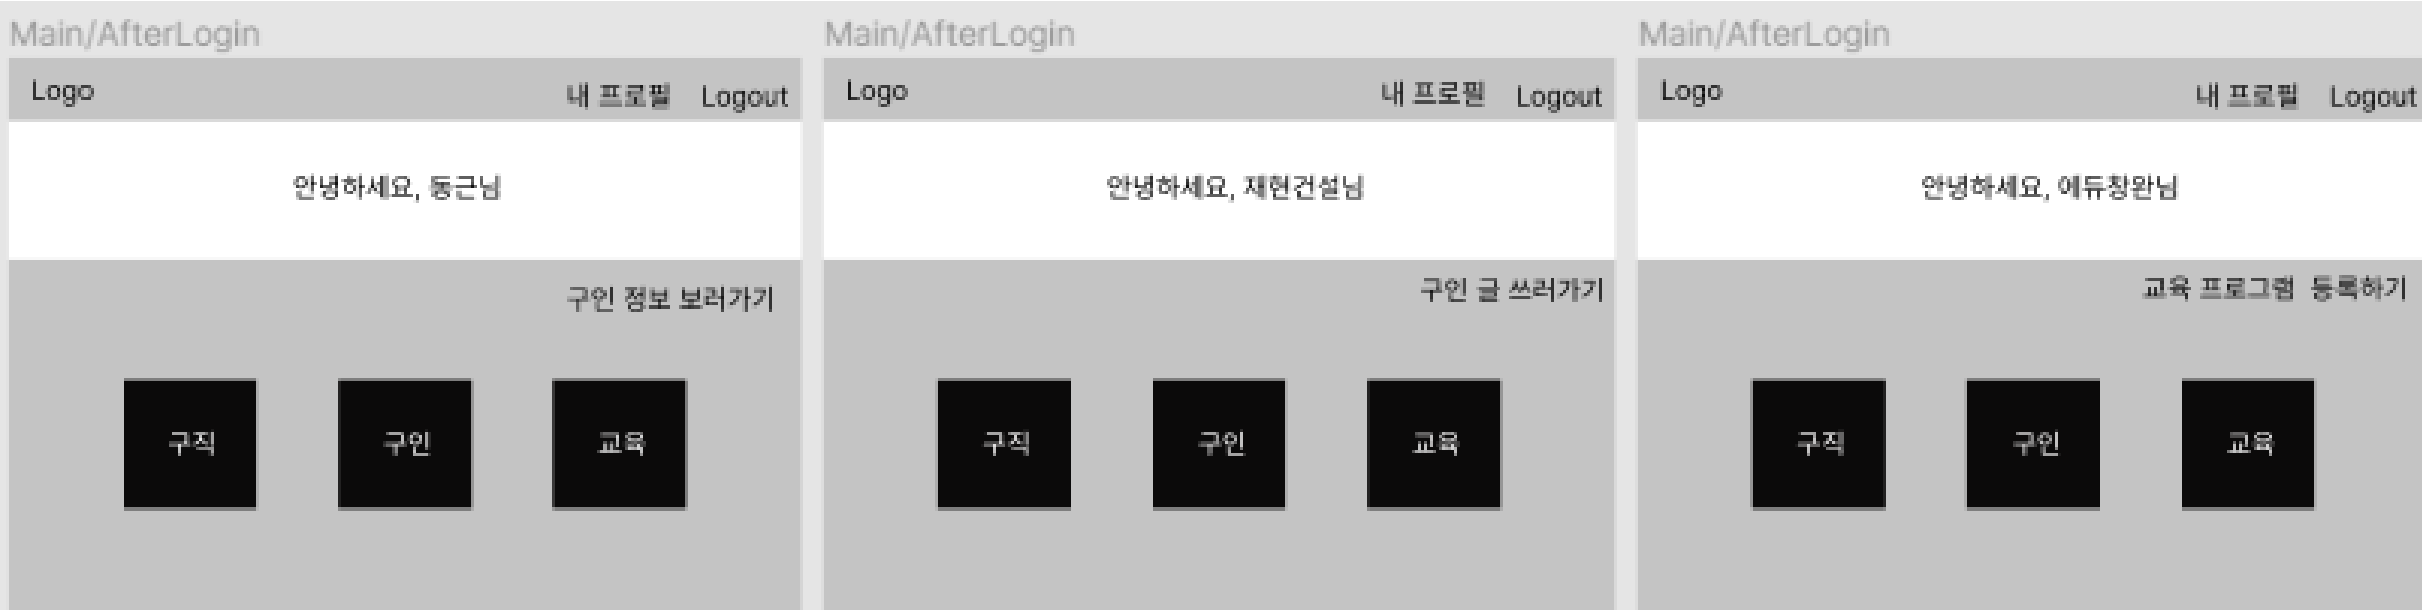 Main/AfterLogin
Logo
내 프로필
Logout
안녕하세요, 동근님
구인 정보 보러가기
구직
구인
교육
Main/AfterLogin
Logo
내 프로필
Logout
안녕하세요, 재현건설님
구인 글 쓰러가기
구직
구인
교육
Main/AfterLogin
Logo
내 프로필
Logout
안녕하세요, 에듀창완님
교육 프로그램 등록하기
구직
구인
교육